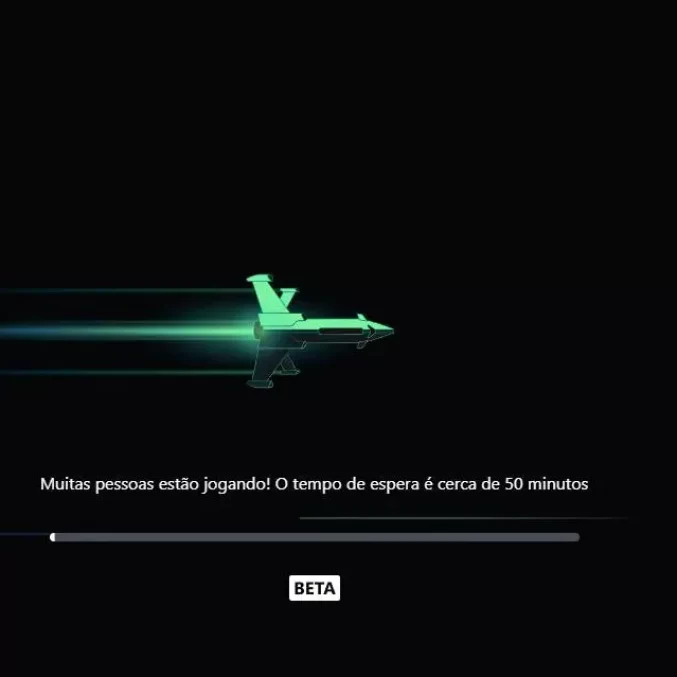 Muitas pessoas estão jogando! O tempo de espera é cerca de 50 minutos
BETA